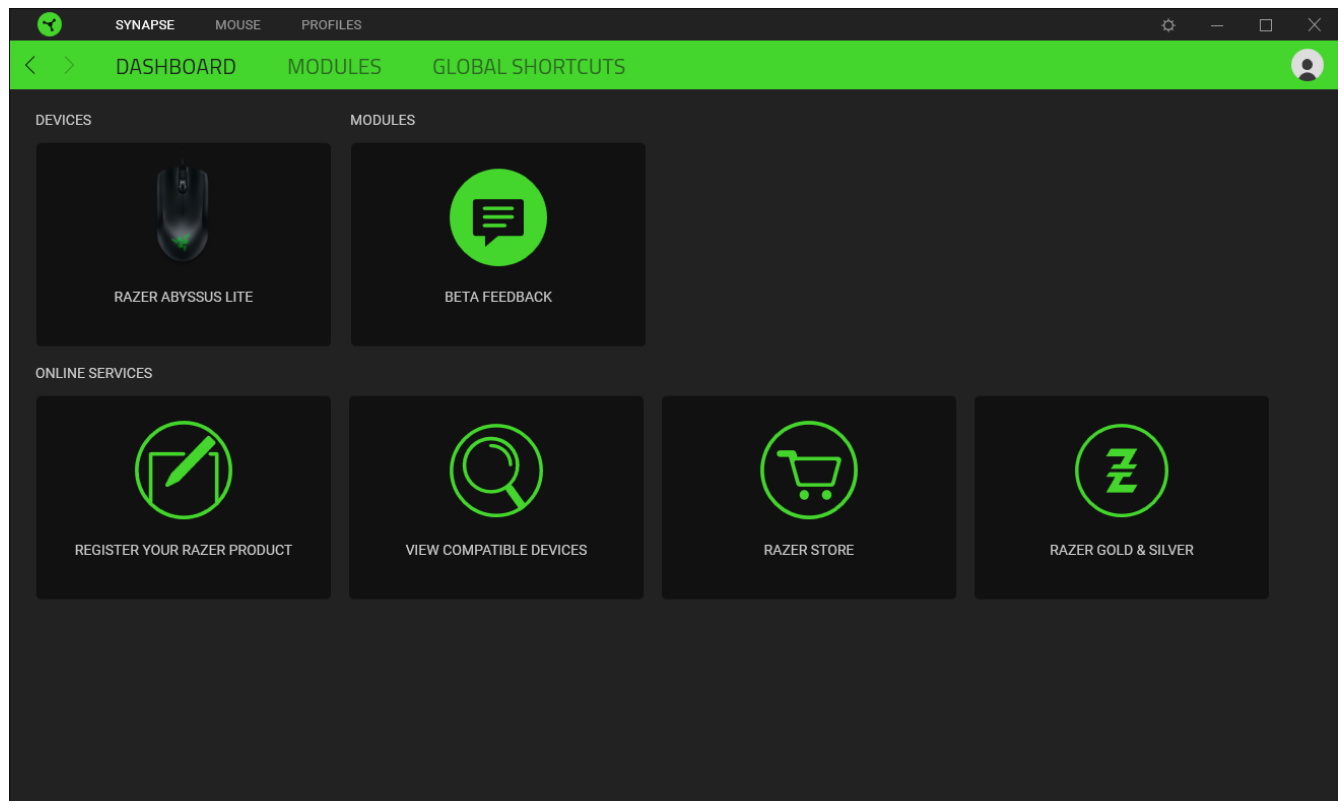 SYNAPSE MOUSE PROFILES
DASHBOARD MODULES GLOBAL SHORTCUTS
DEVICES MODULES
RAZER ABYSSUS LITE BETA FEEDBACK
ONLINE SERVICES
REGISTER YOUR RAZER PRODUCT VIEW COMPATIBLE DEVICES RAZER STORE RAZER GOLD & SILVER